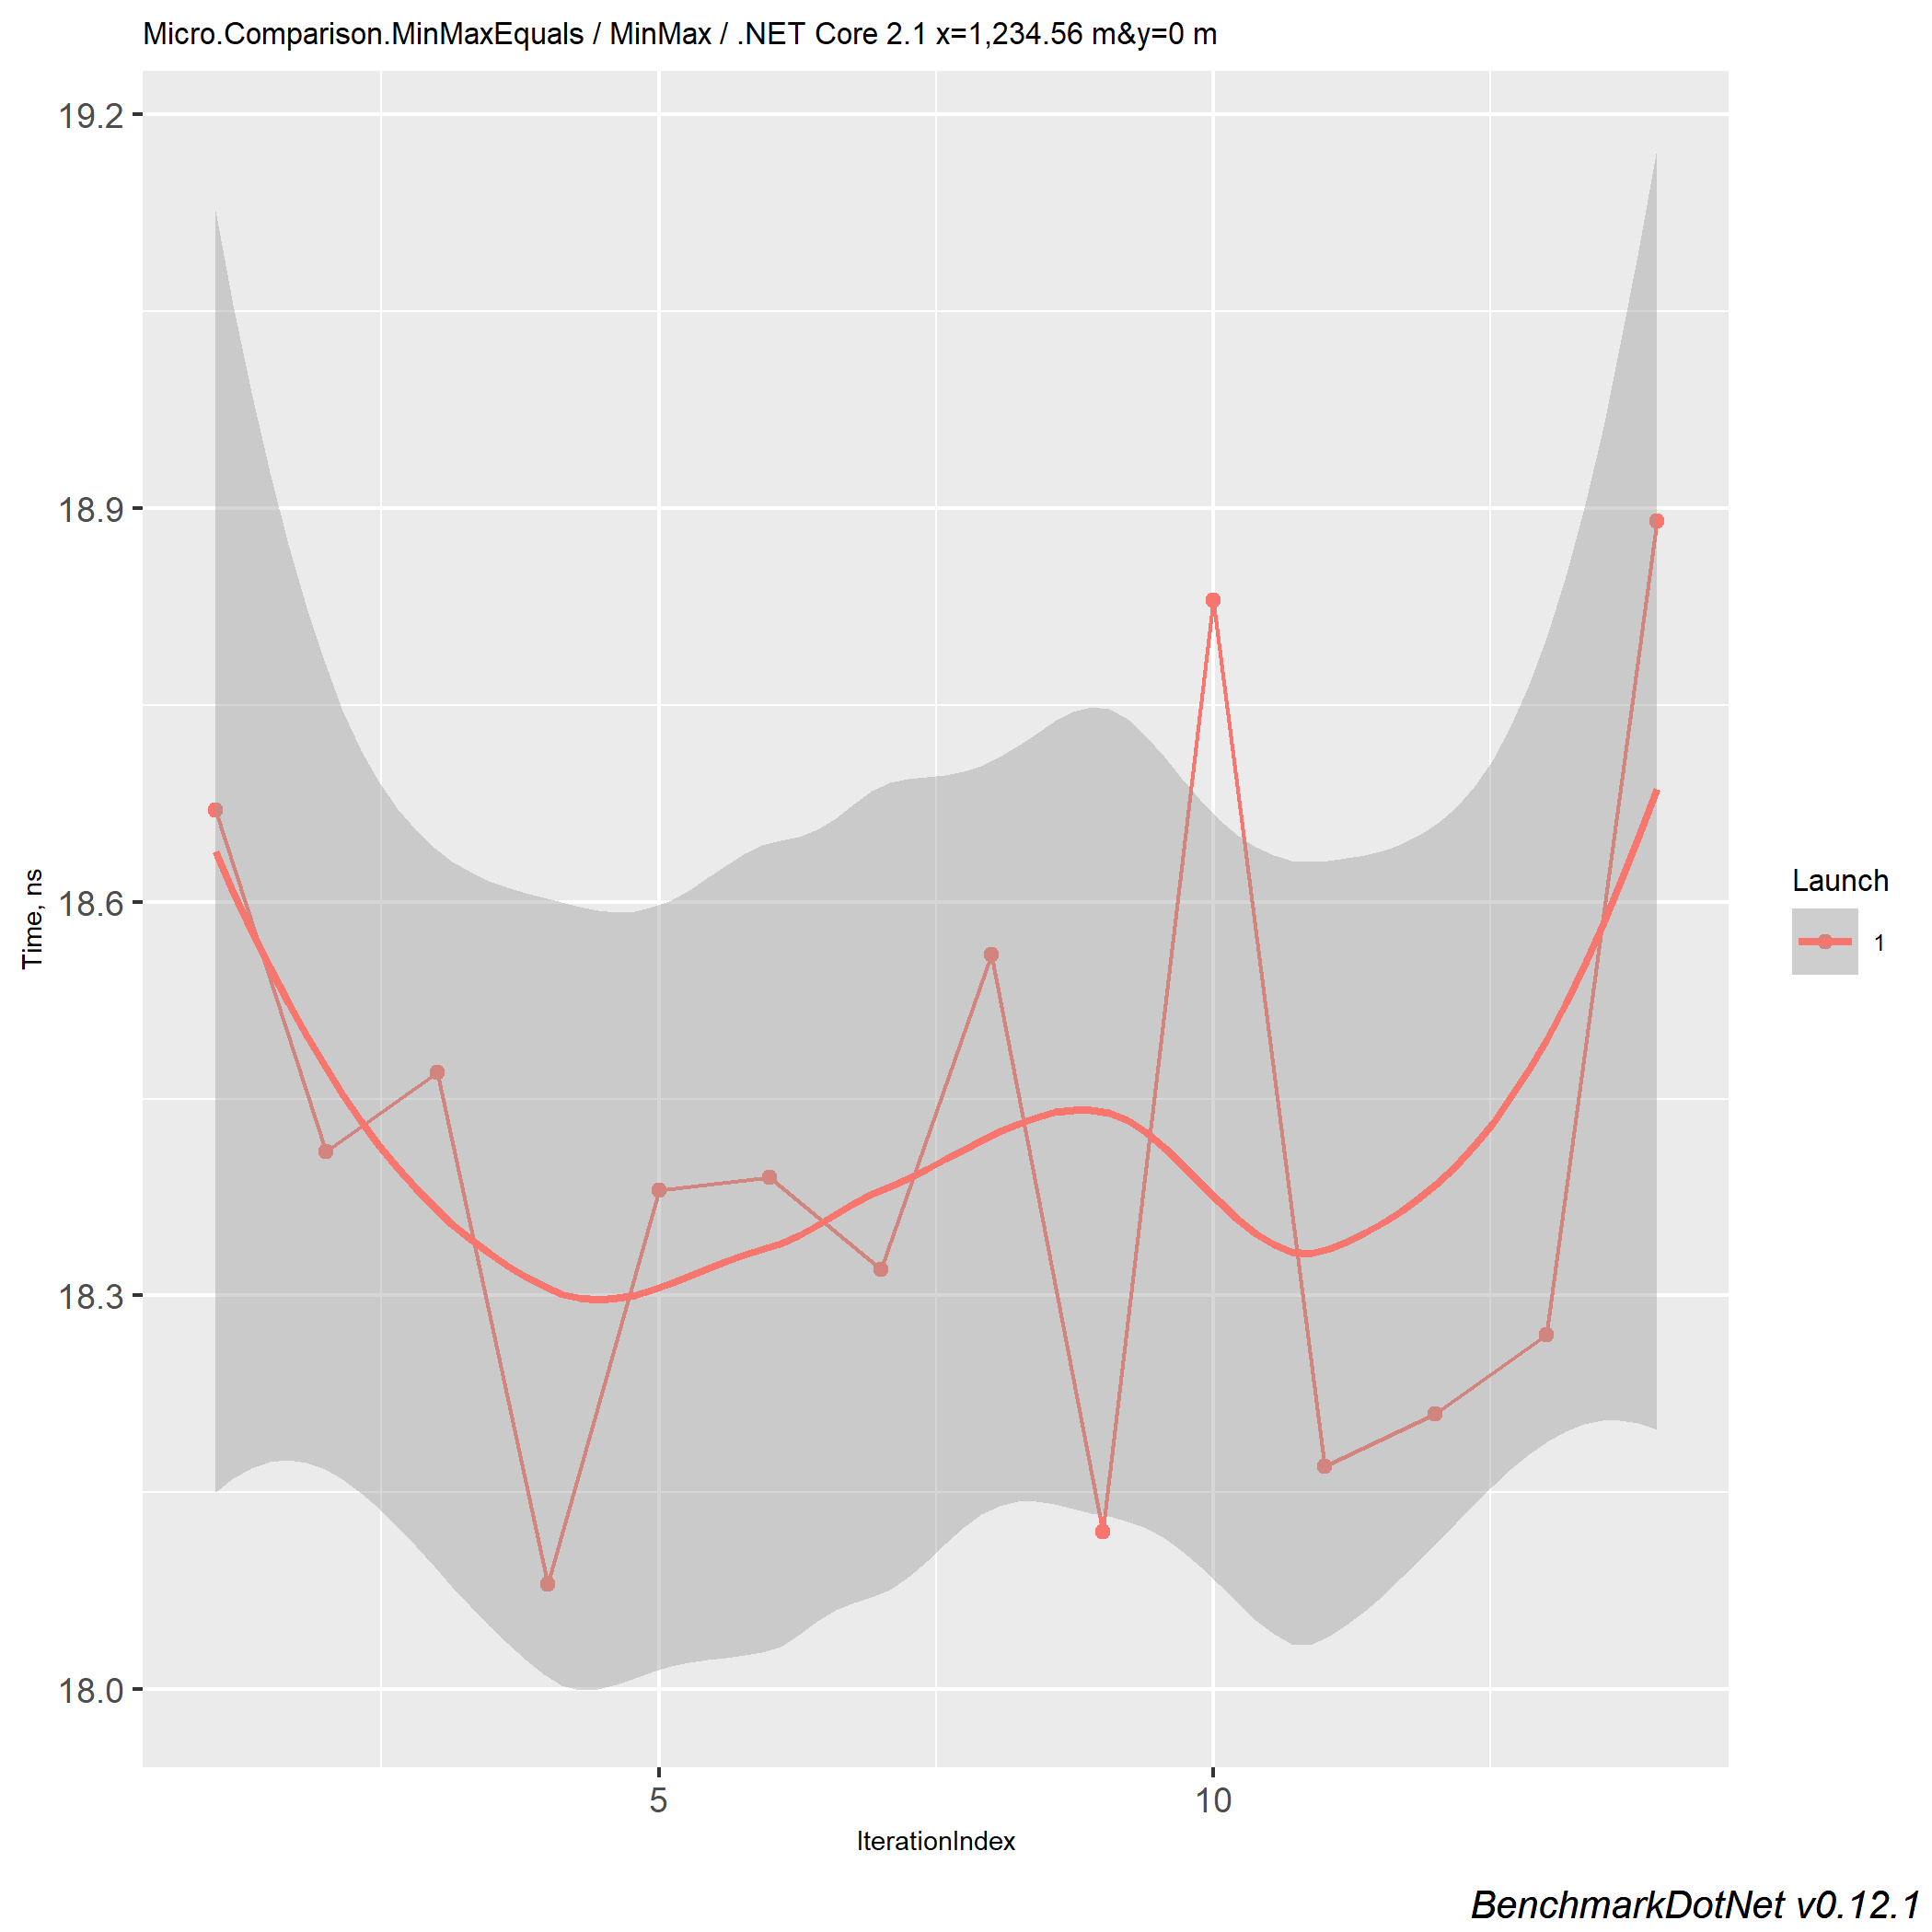 Micro.Comparison.MinMaxEquals / MinMax / .NET Core 2.1 x=1,234.56 m&y=0 m
19.2
18.9
18.6
18.3
18.0
Time, ns
5
10
IterationIndex
Launch
1
BenchmarkDotNet v0.12.1